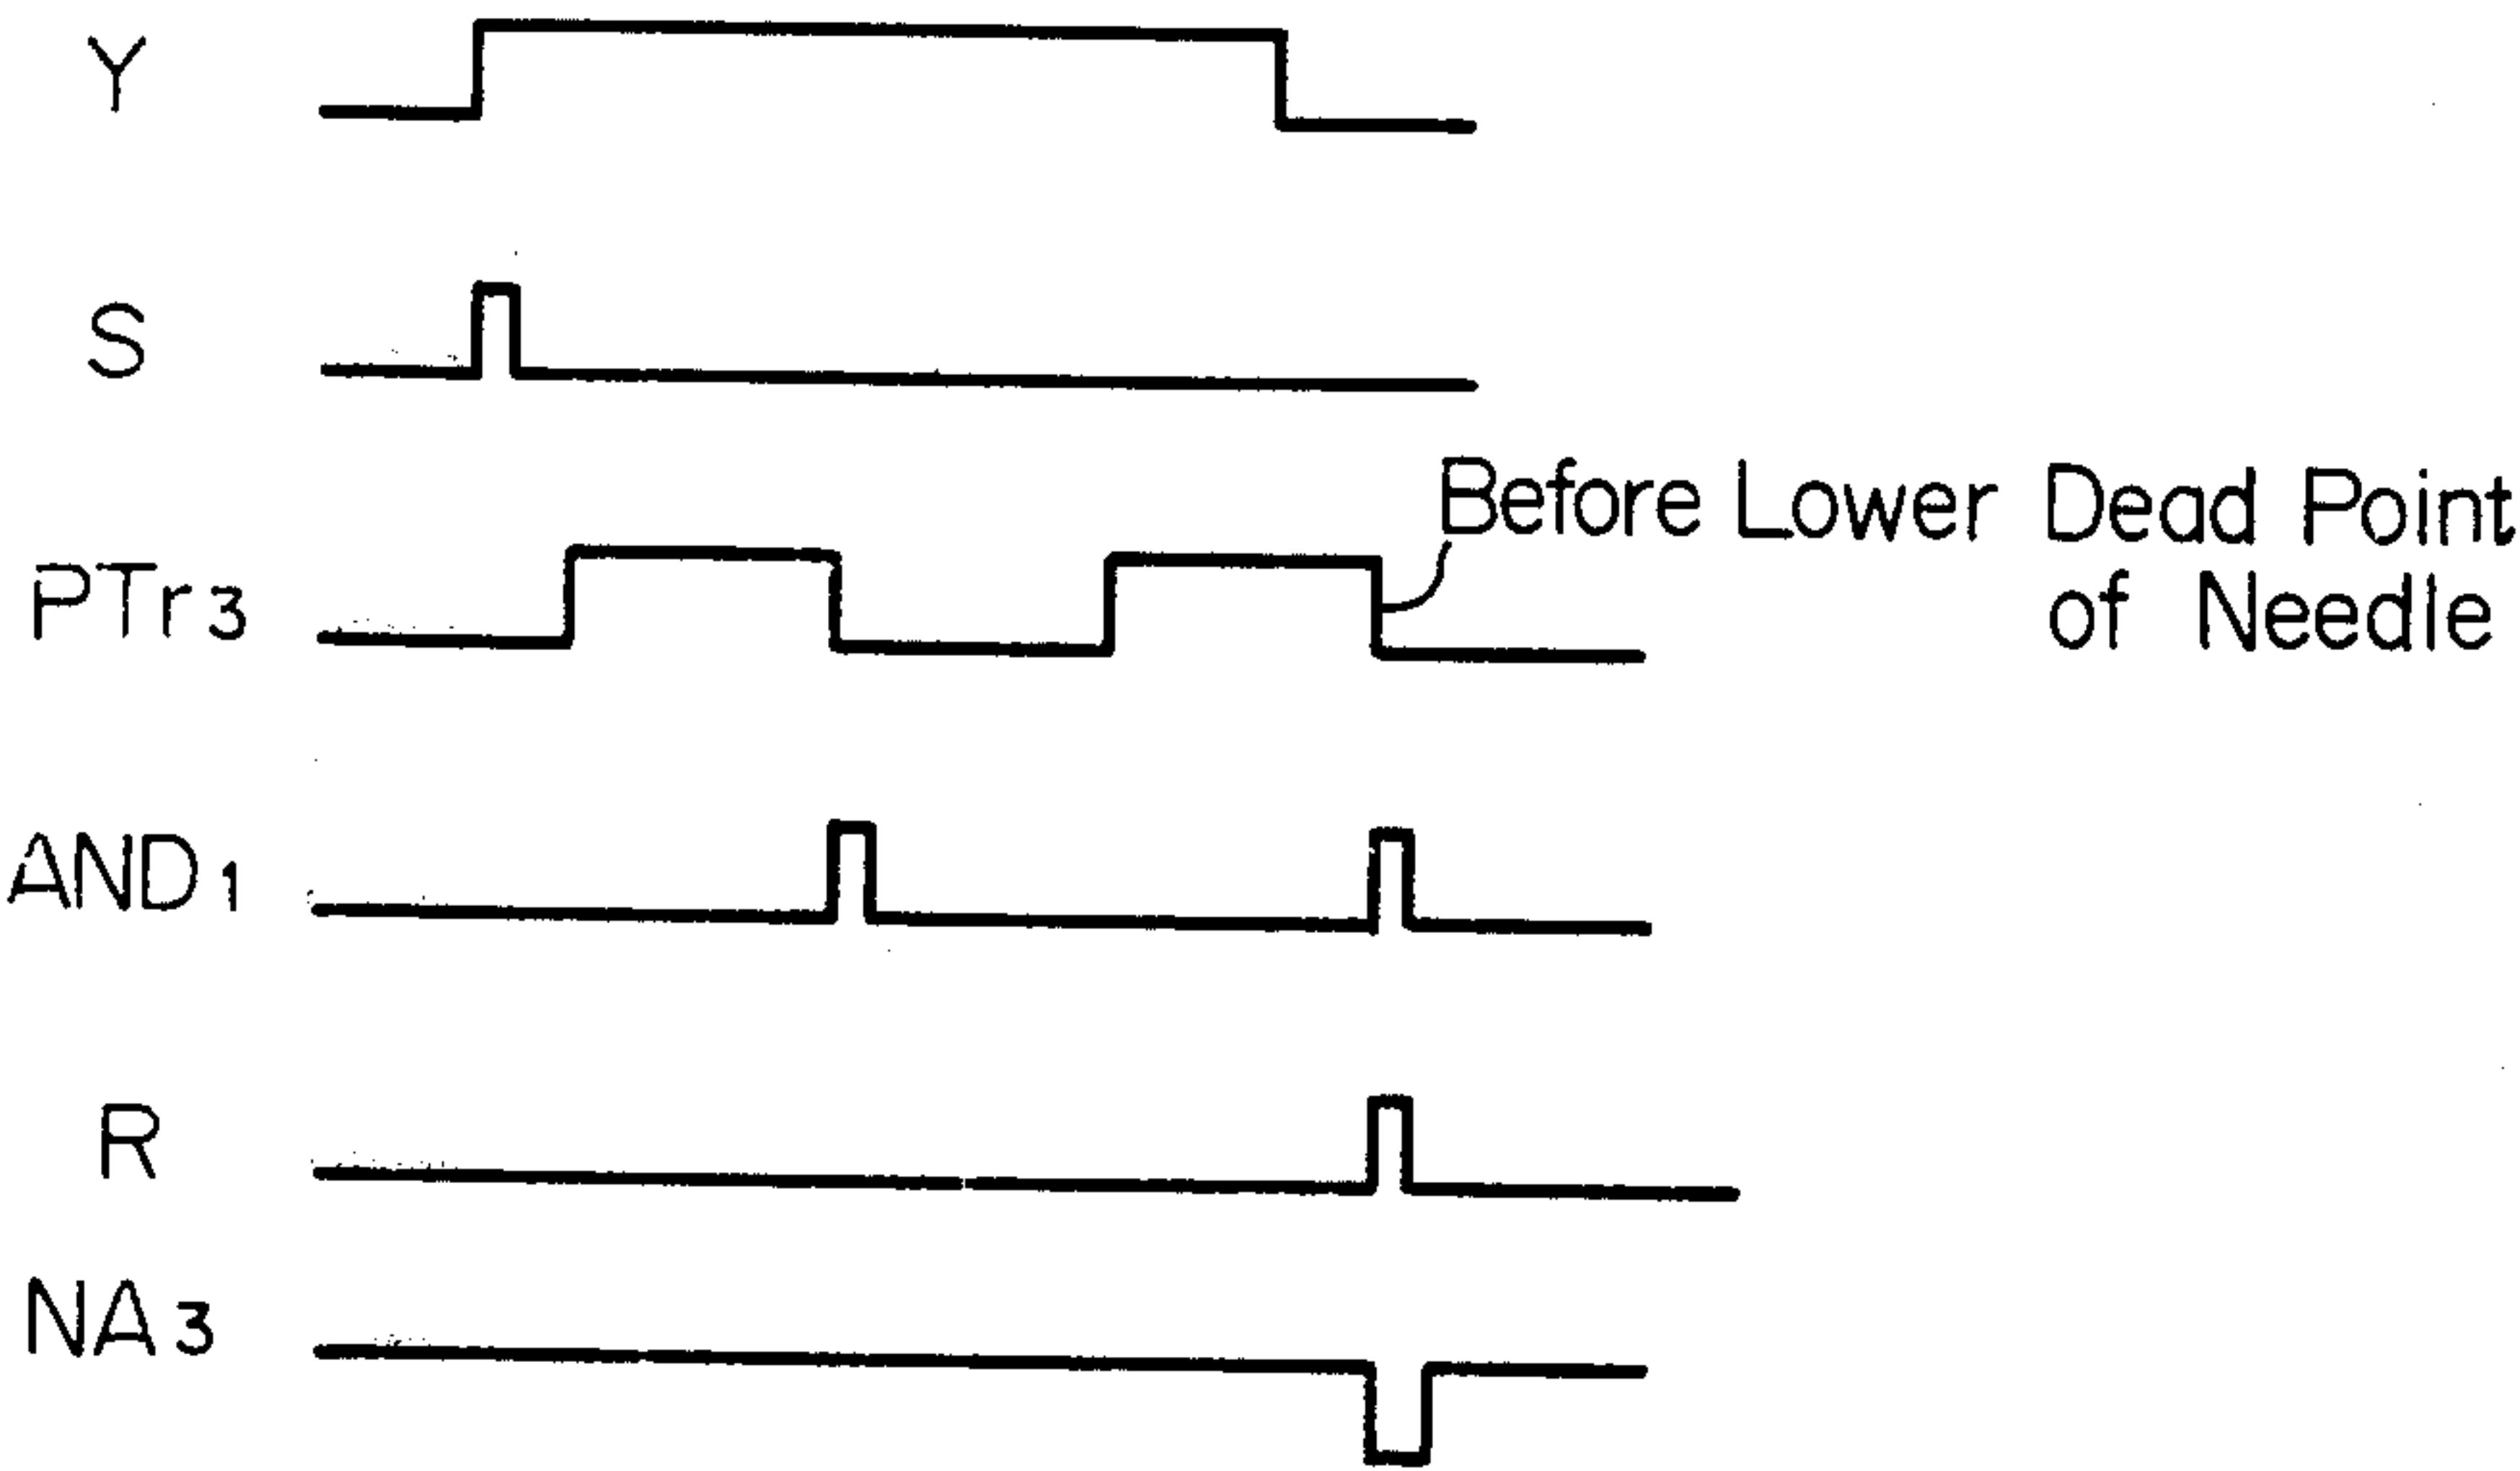 Y
S
Before Lower Dead Point
of Needle
PTr3
AND1
R
NA3